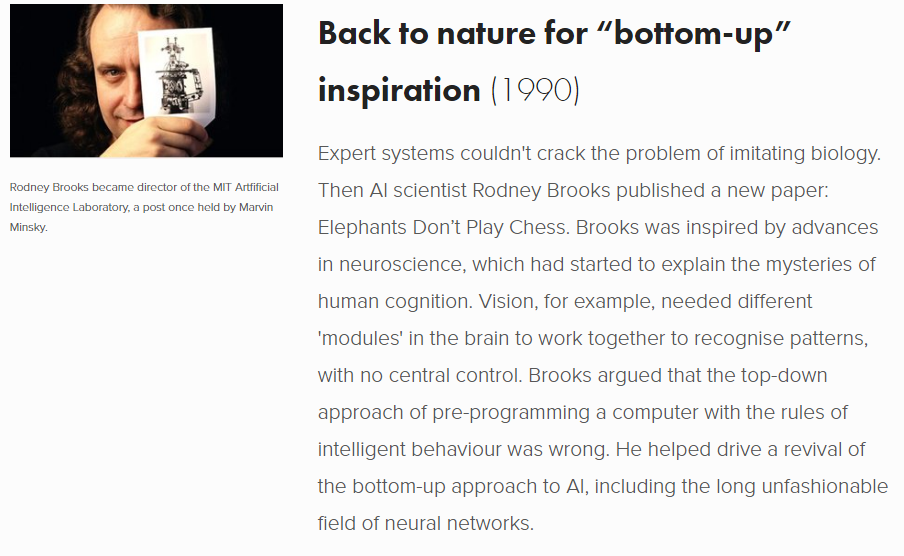 Back to nature for “bottom-up”
inspiration (1990)
Expert systems couldn't crack the problem of imitating biology.
Then AI scientist Rodney Brooks published a new paper:
Elephants Don’t Play Chess. Brooks was inspired by advances
in neuroscience, which had started to explain the mysteries of
human cognition. Vision, for example, needed different
'modules' in the brain to work together to recognise patterns,
with no central control. Brooks argued that the top-down
approach of pre-programming a computer with the rules of
intelligent behaviour was wrong. He helped drive a revival of
the bottom-up approach to AI, including the long unfashionable
field of neural networks.
Rodney Brooks became director of the MIT Artfificial
Intelligence Laboratory, a post once held by Marvin
Minsky.